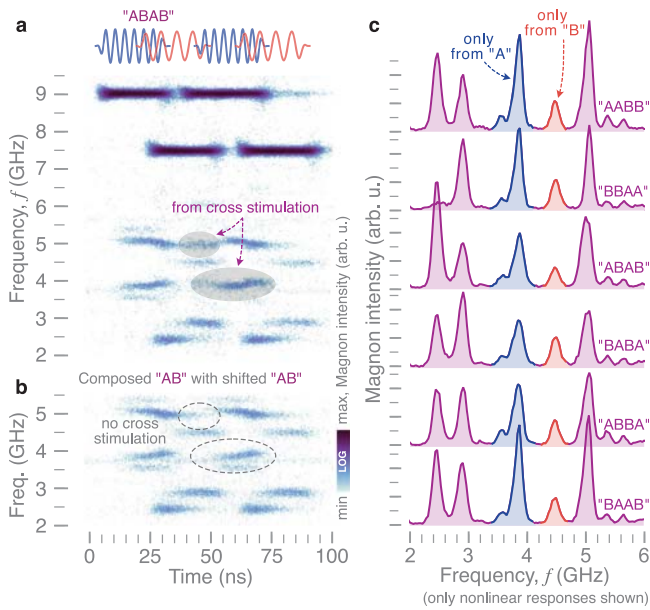 a
"ABAB"
9
8
7
6
5
4
3
2
Frequency, f (GHz)
from cross stimulation
max, Magnon intensity (arb. u.)
LOG
min
b
Composed "AB" with shifted "AB"
no cross
stimulation
5
4
3
2
Freq. (GHz)
0
25
50
75
100
Time (ns)
c
only
from "A"
only
from "B"
"AABB"
"BBAA"
"ABAB"
"BABA"
"ABBA"
"BAAB"
Magnon intensity (arb. u.)
2
3
4
5
6
Frequency, f (GHz)
(only nonlinear responses shown)